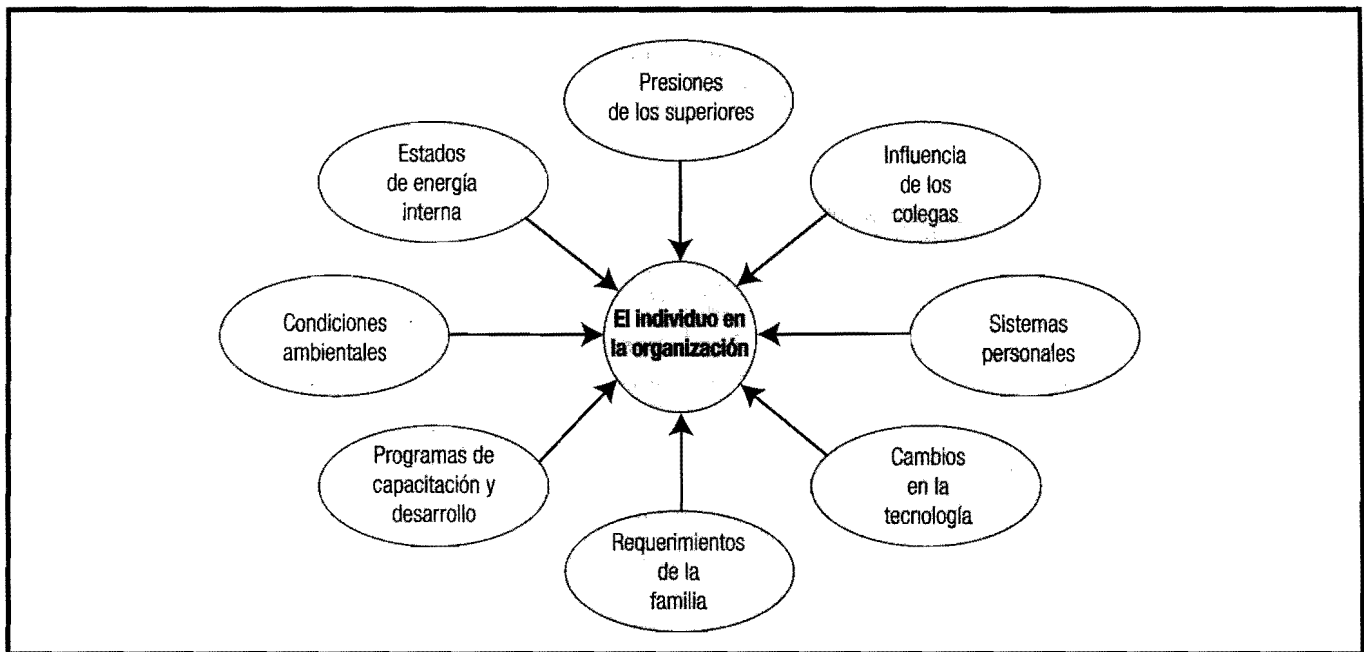 Presiones
de los superiores
Estados
de energía
interna
Influencia
de los
colegas
Condiciones
ambientales
El individuo en
la organización
Sistemas
personales
Programas de
capacitación y
desarrollo
Cambios
en la
tecnología
Requerimientos
de la
familia